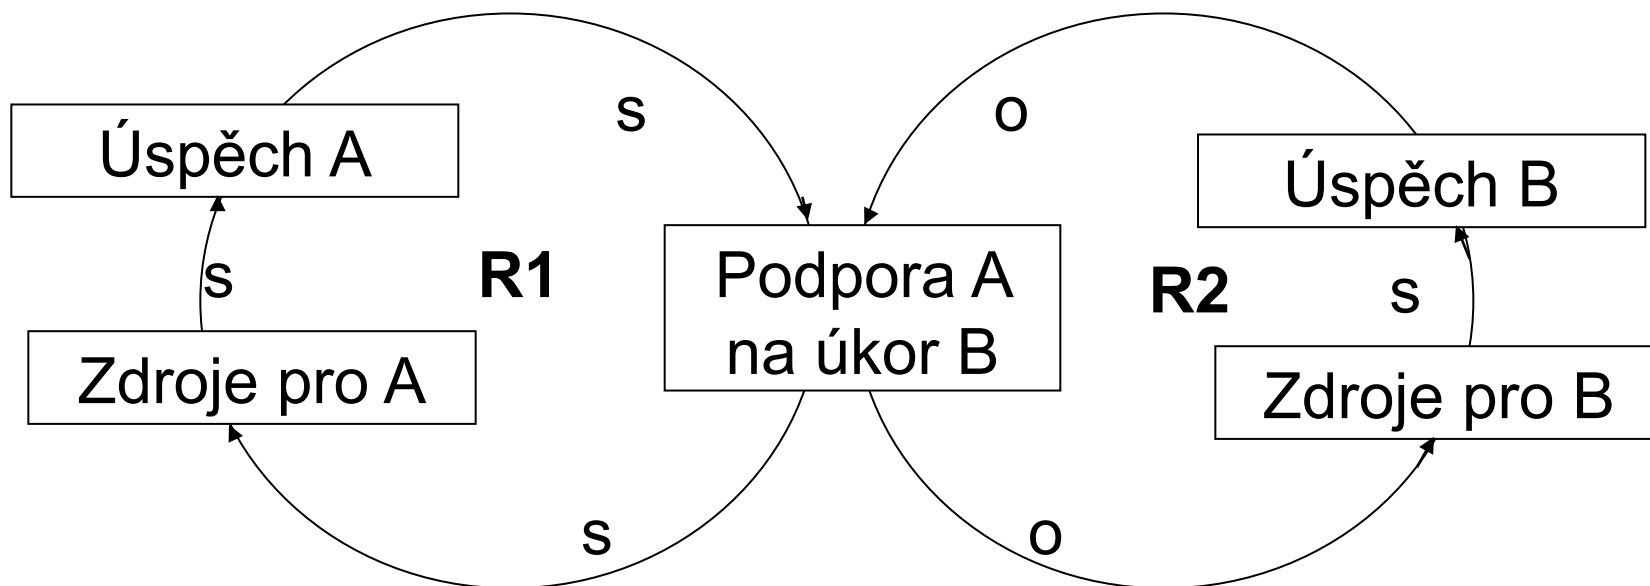 s
o
Úspěch A
Úspěch B
s
R1
Podpora A
na úkor B
R2
s
Zdroje pro A
Zdroje pro B
s
o